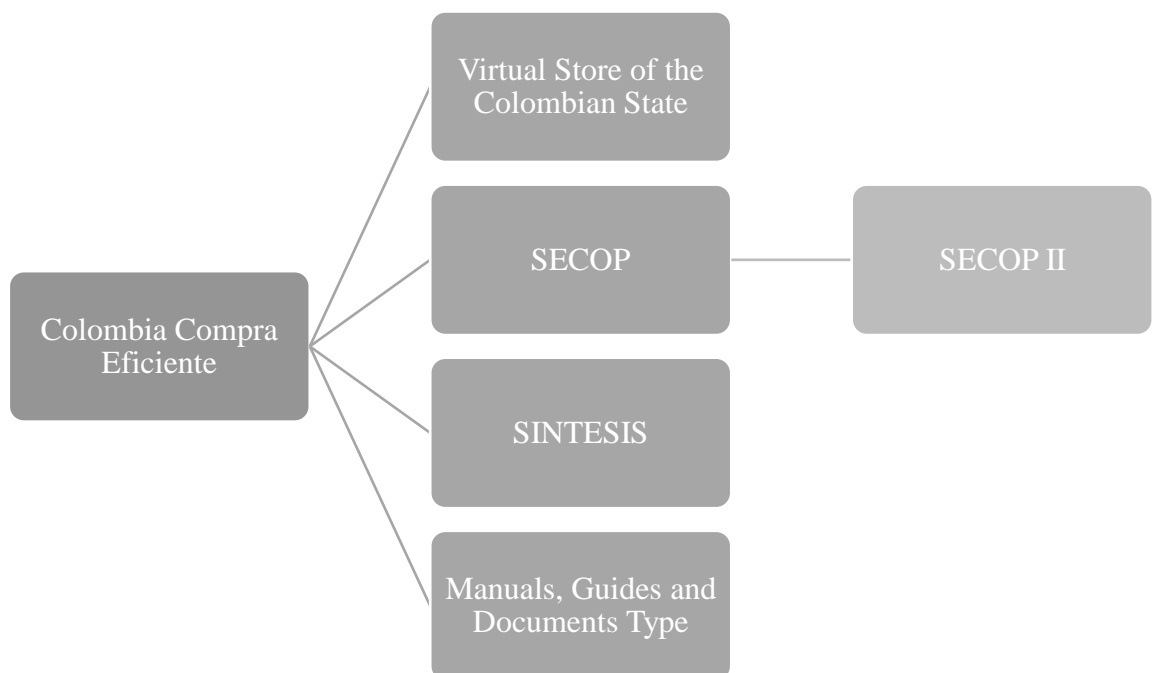 Virtual Store of the
Colombian State
SECOP
SECOP II
Colombia Compra
Eficiente
SINTESIS
Manuals, Guides and
Documents Type